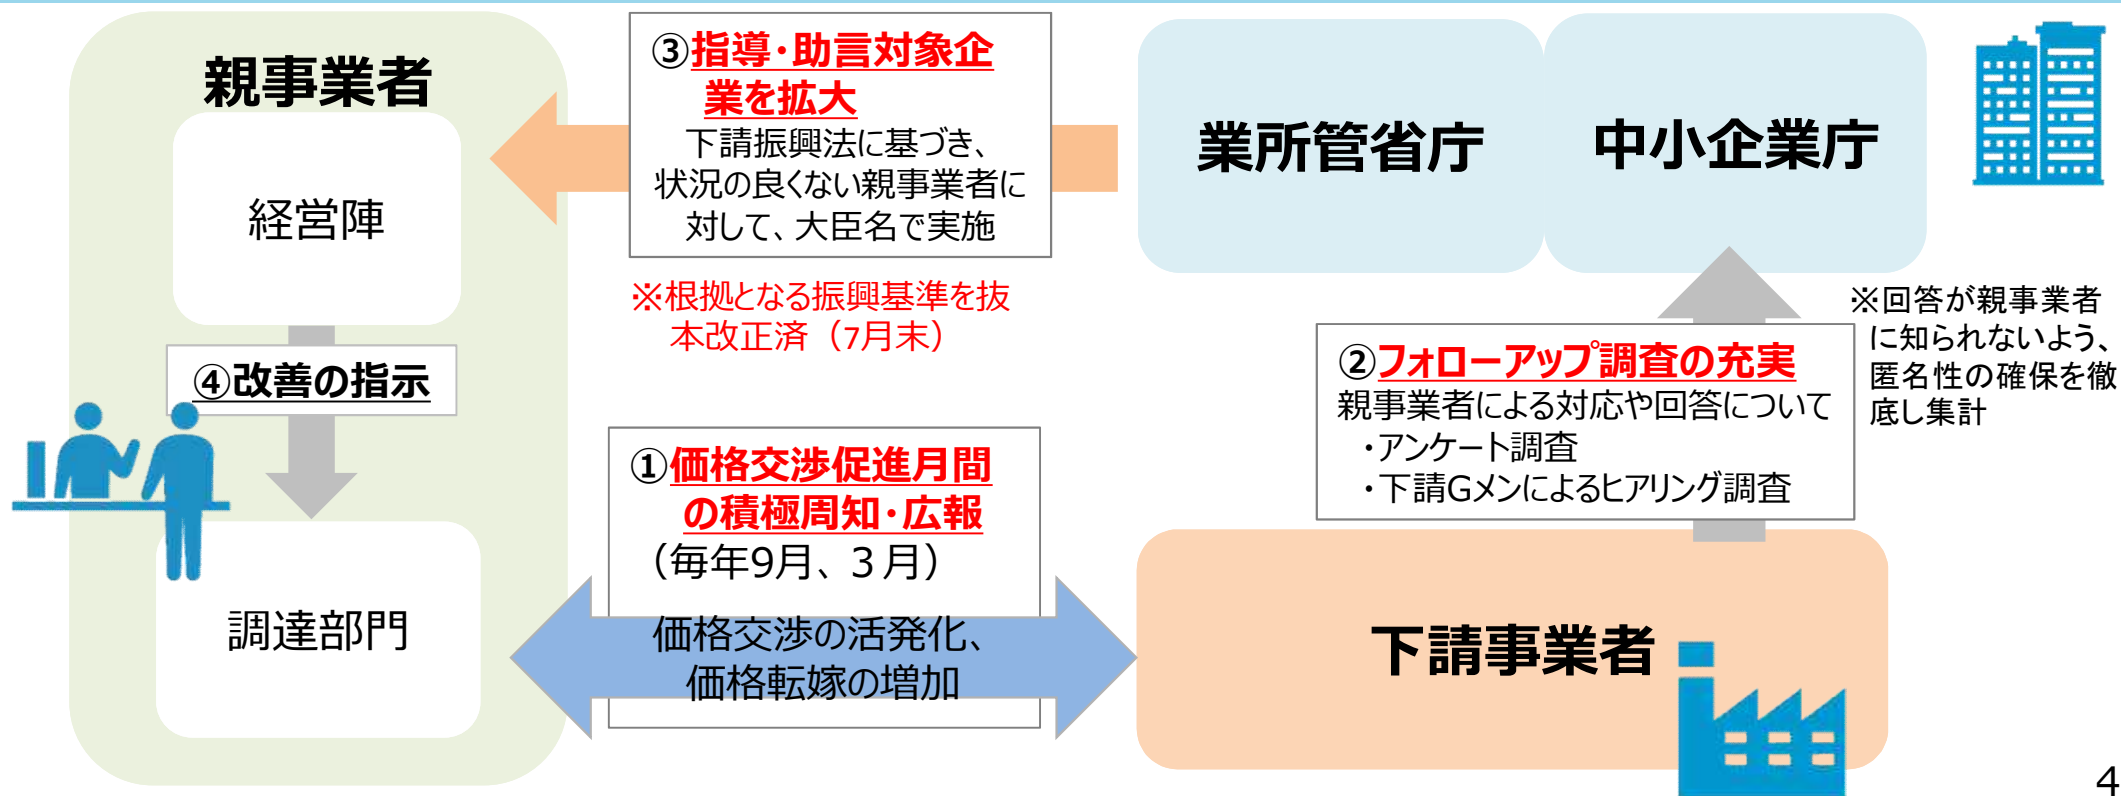 親事業者
経営陣
④改善の指示
調達部門
③指導・助言対象企
業を拡大
下請振興法に基づき、
状況の良くない親事業者に
対して、大臣名で実施
※根拠となる振興基準を抜
本改正済（7月末）
①価格交渉促進月間
の積極周知・広報
（毎年9月、３月）
価格交渉の活発化、
価格転嫁の増加
業所管省庁
中小企業庁
②フォローアップ調査の充実
親事業者による対応や回答について
・アンケート調査
・下請Gメンによるヒアリング調査
※回答が親事業者
に知られないよう、
匿名性の確保を徹
底し集計
下請事業者
4